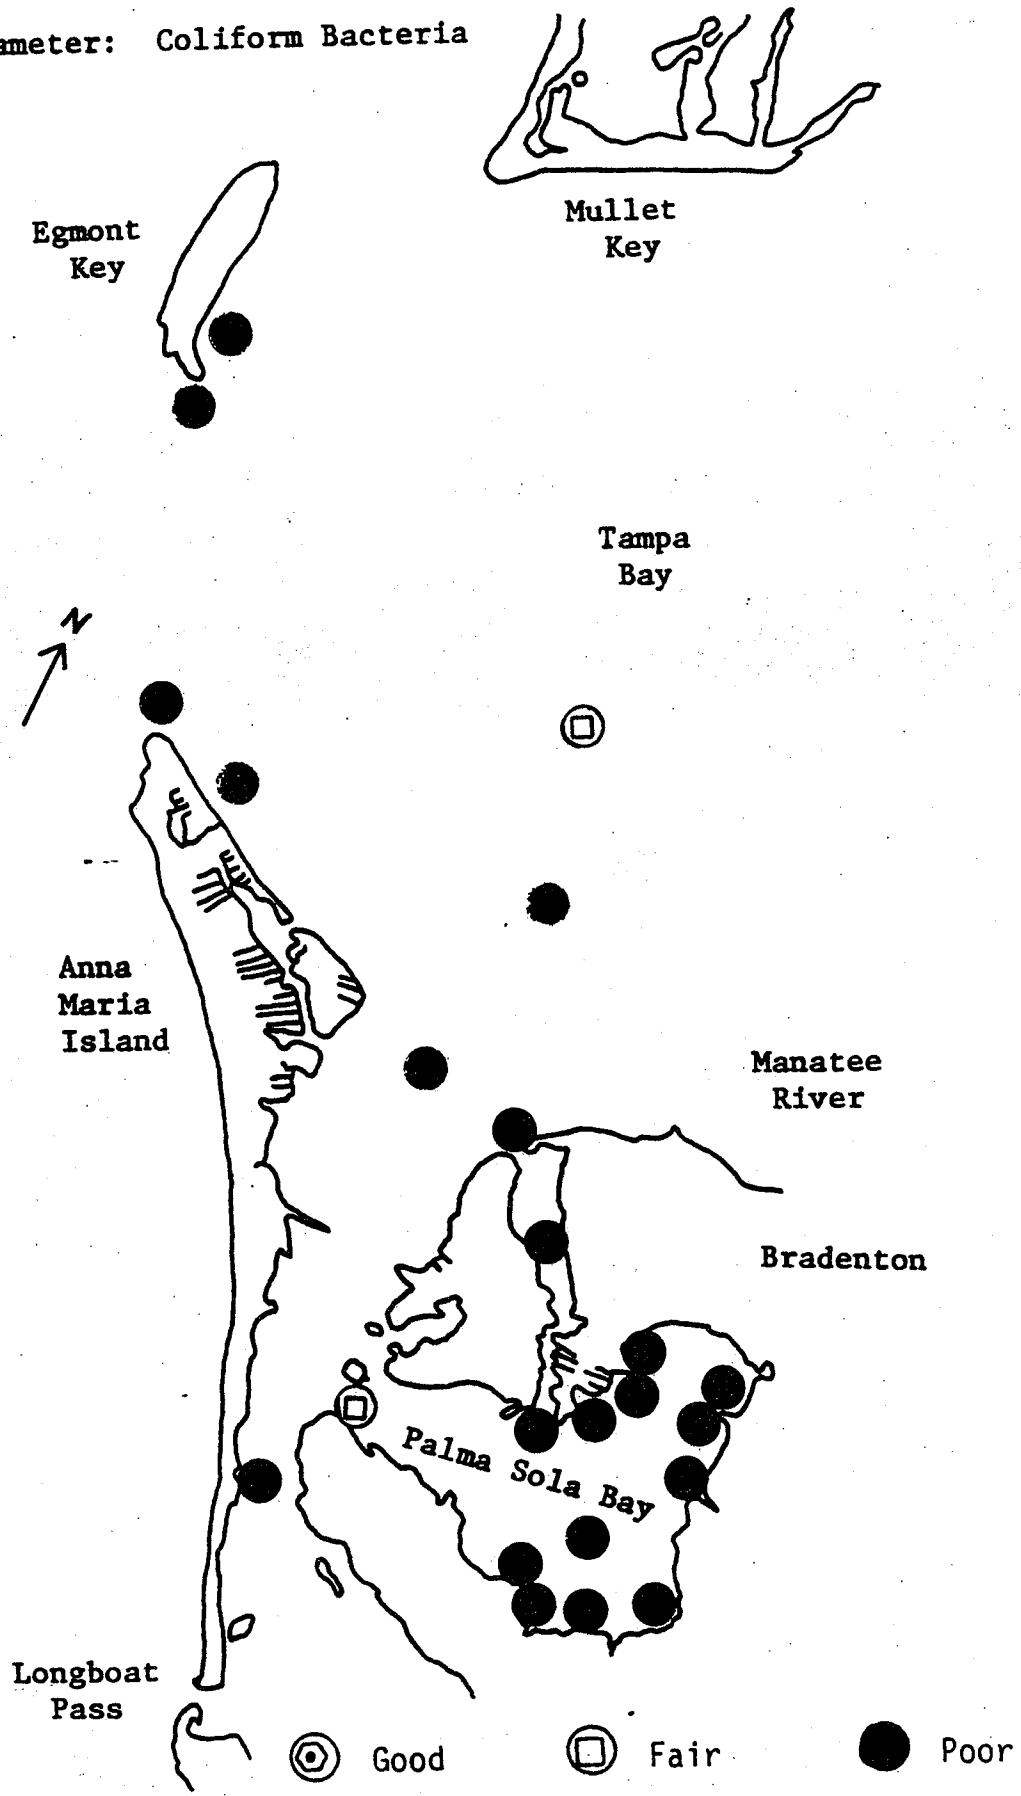 ameter: Coliform Bacteria
Mullet
Key
Egmont
Key
Tampa
Bay
N
Anna
Maria
Island
Manatee
River
Bradenton
Palma Sola Bay
Longboat
Pass
Good
Fair
Poor